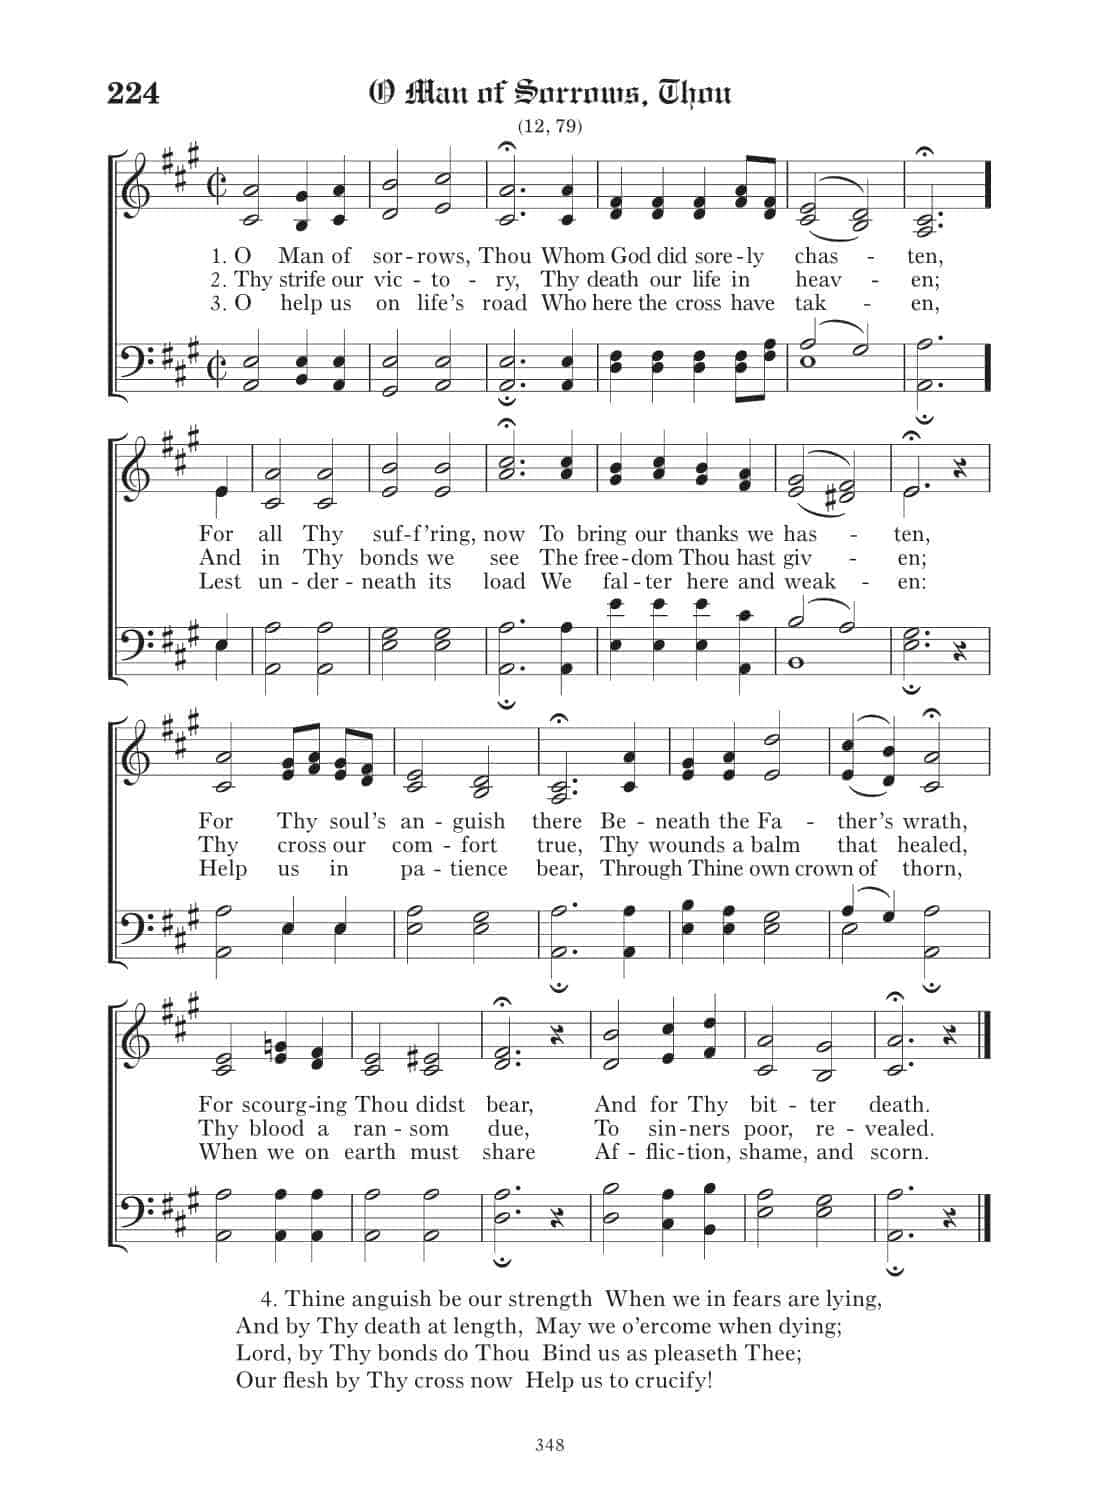 224
O Man of Sorrows, Thou
(12, 79)
1. O Man of sor-rows, Thou Whom God did sore-ly chas - ten,
2. Thy strife our vic - to - ry, Thy death our life in heav - en;
3. O help us on life's road Who here the cross have tak - en,
For all Thy suf-f'ring, now To bring our thanks we has - ten,
And in Thy bonds we see The free-dom Thou hast giv - en;
Lest un - der - neath its load We fal - ter here and weak - en:
For Thy soul's an - guish there Be - neath the Fa - ther's wrath,
Thy cross our com - fort true, Thy wounds a balm that healed,
Help us in pa - tience bear, Through Thine own crown of thorn,
For scourg-ing Thou didst bear, And for Thy bit - ter death.
Thy blood a ran - som due, To sin-ners poor, re - vealed.
When we on earth must share Af - flic-tion, shame, and scorn.
4. Thine anguish be our strength When we in fears are lying,
And by Thy death at length, May we o'ercome when dying;
Lord, by Thy bonds do Thou Bind us as pleaseth Thee;
Our flesh by Thy cross now Help us to crucify!
348